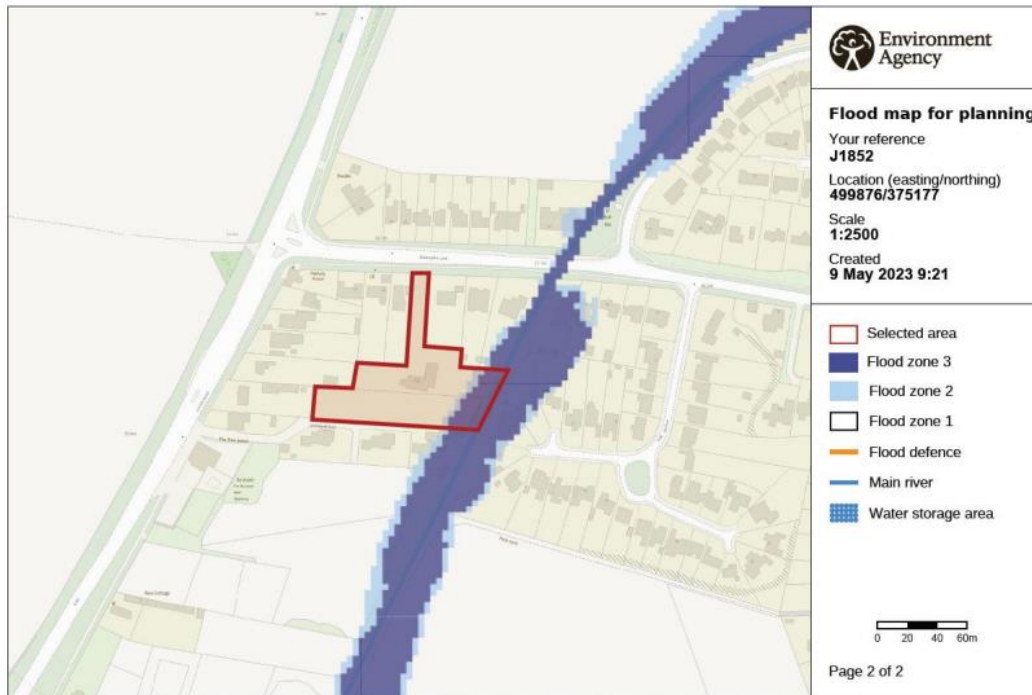 Environment
Agency
Flood map for planning
Your reference
J1852
Location (easting/northing)
499876/375177
Scale
1:2500
Created
9 May 2023 9:21
Selected area
Flood zone 3
Flood zone 2
Flood zone 1
Flood defence
Main river
Water storage area
0 20 40 60m
Page 2 of 2